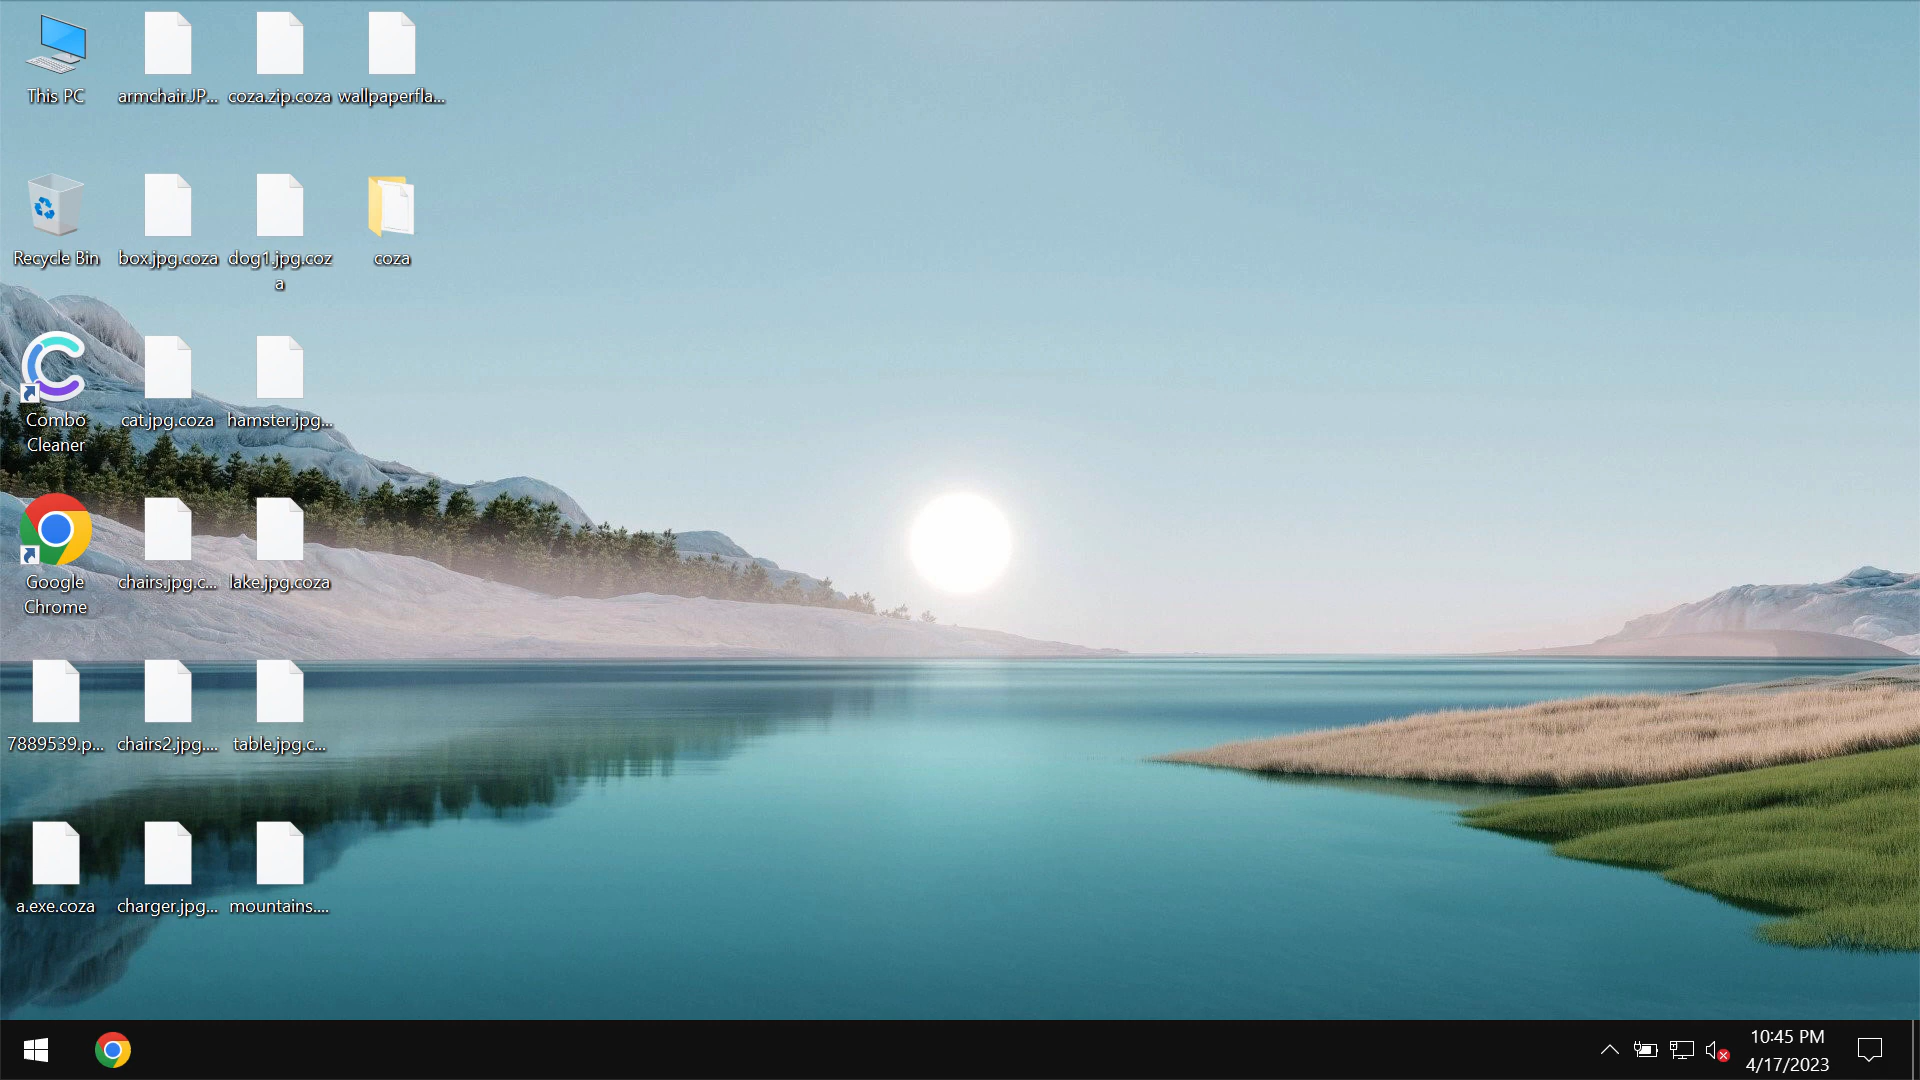 This PC
armchair.JP...
coza.zip.coza
wallpaperfla...
Recycle Bin
box.jpg.coza
dog1.jpg.coz
a
coza
Combo
Cleaner
cat.jpg.coza
hamster.jpg...
Google
Chrome
chairs.jpg.c...
lake.jpg.coza
7889539.p...
chairs2.jpg....
table.jpg.c...
a.exe.coza
charger.jpg...
mountains....
10:45 PM
4/17/2023